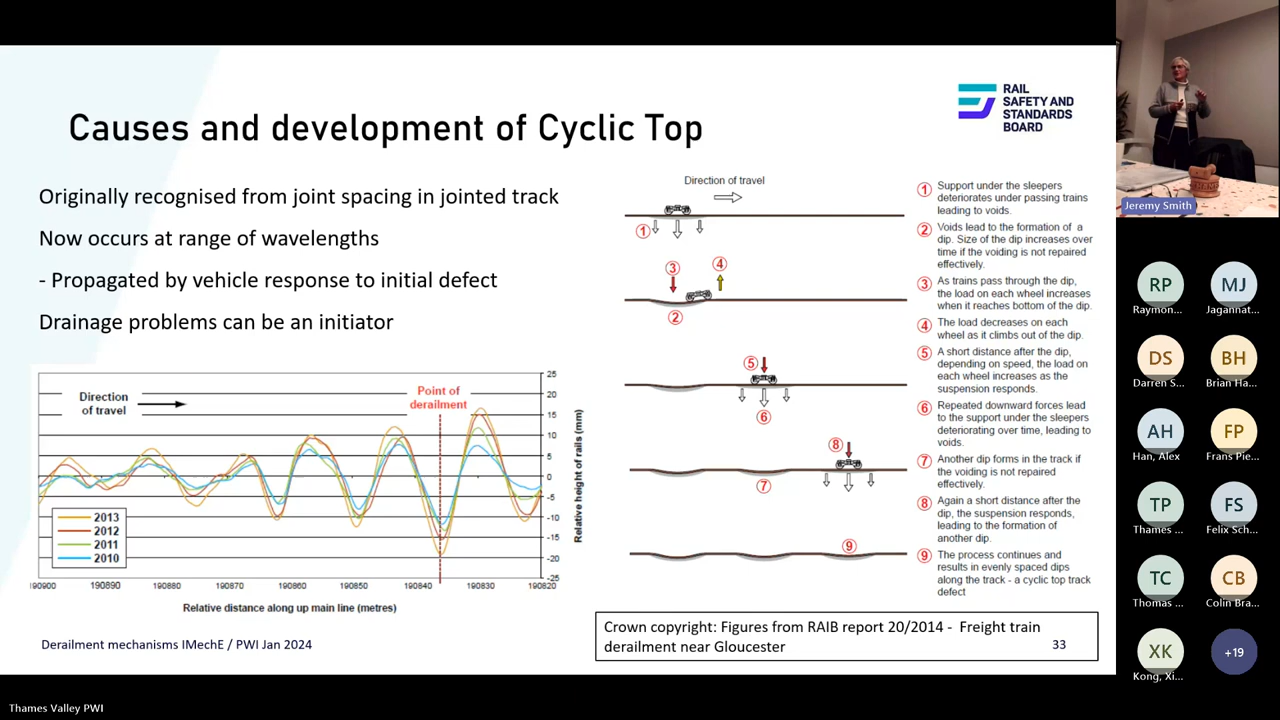 Causes and development of Cyclic Top
RAIL
SAFETY AND
STANDARDS
BOARD
Originally recognised from joint spacing in jointed track
Now occurs at range of wavelengths
- Propagated by vehicle response to initial defect
Drainage problems can be an initiator
Direction
of travel
Point of
derailment
25
20
15
10
5
0
-5
-10
-15
-20
-25
Relative height of rails (mm)
2013
2012
2011
2010
190900
190890
190880
190870
190860
190850
190840
190830
190820
Relative distance along up main line (metres)
Direction of travel
1
3
4
2
5
6
8
7
9
1 Support under the sleepers
deteriorates under passing trains
leading to voids.
2 Voids lead to the formation of a
dip. Size of the dip increases over
time if the voiding is not repaired
effectively.
3 As trains pass through the dip,
the load on each wheel increases
when it reaches bottom of the dip.
4 The load decreases on each
wheel as it climbs out of the dip.
5 A short distance after the dip,
depending on speed, the load on
each wheel increases as the
suspension responds.
6 Repeated downward forces lead
to the support under the sleepers
deteriorating over time, leading to
voids.
7 Another dip forms in the track if
the voiding is not repaired
effectively.
8 Again a short distance after the
dip, the suspension responds,
leading to the formation of
another dip.
9 The process continues and
results in evenly spaced dips
along the track - a cyclic top track
defect
Crown copyright: Figures from RAIB report 20/2014 - Freight train
derailment near Gloucester
33
Derailment mechanisms IMechE / PWI Jan 2024
Jeremy Smith
RP
Raymon...
MJ
Jagannat...
DS
Darren S...
BH
Brian Ha...
AH
Han, Alex
FP
Frans Pie...
TP
Thames ...
FS
Felix Sch...
TC
Thomas ...
CB
Colin Bra...
XK
Kong, Xi...
+19
Thames Valley PWI